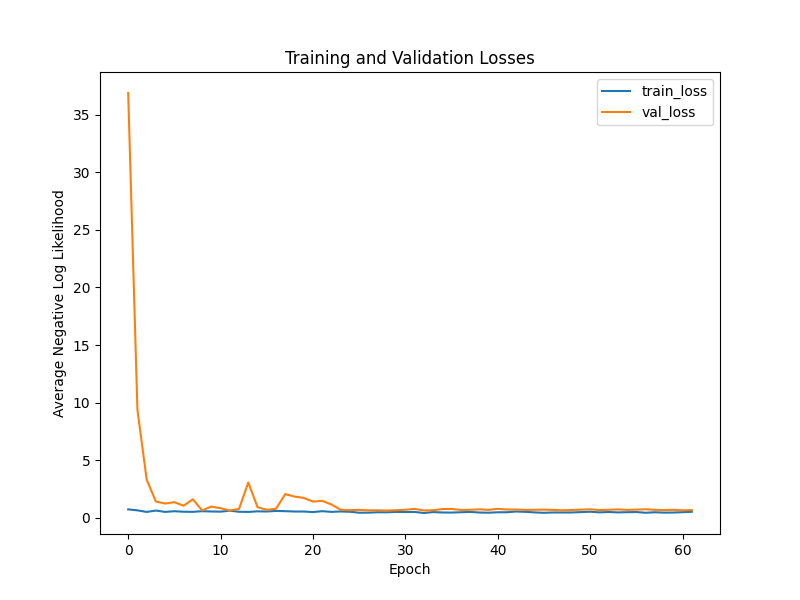 Training and Validation Losses
train_loss
val_loss
Average Negative Log Likelihood
35
30
25
20
15
10
5
0
0 10 20 30 40 50 60
Epoch